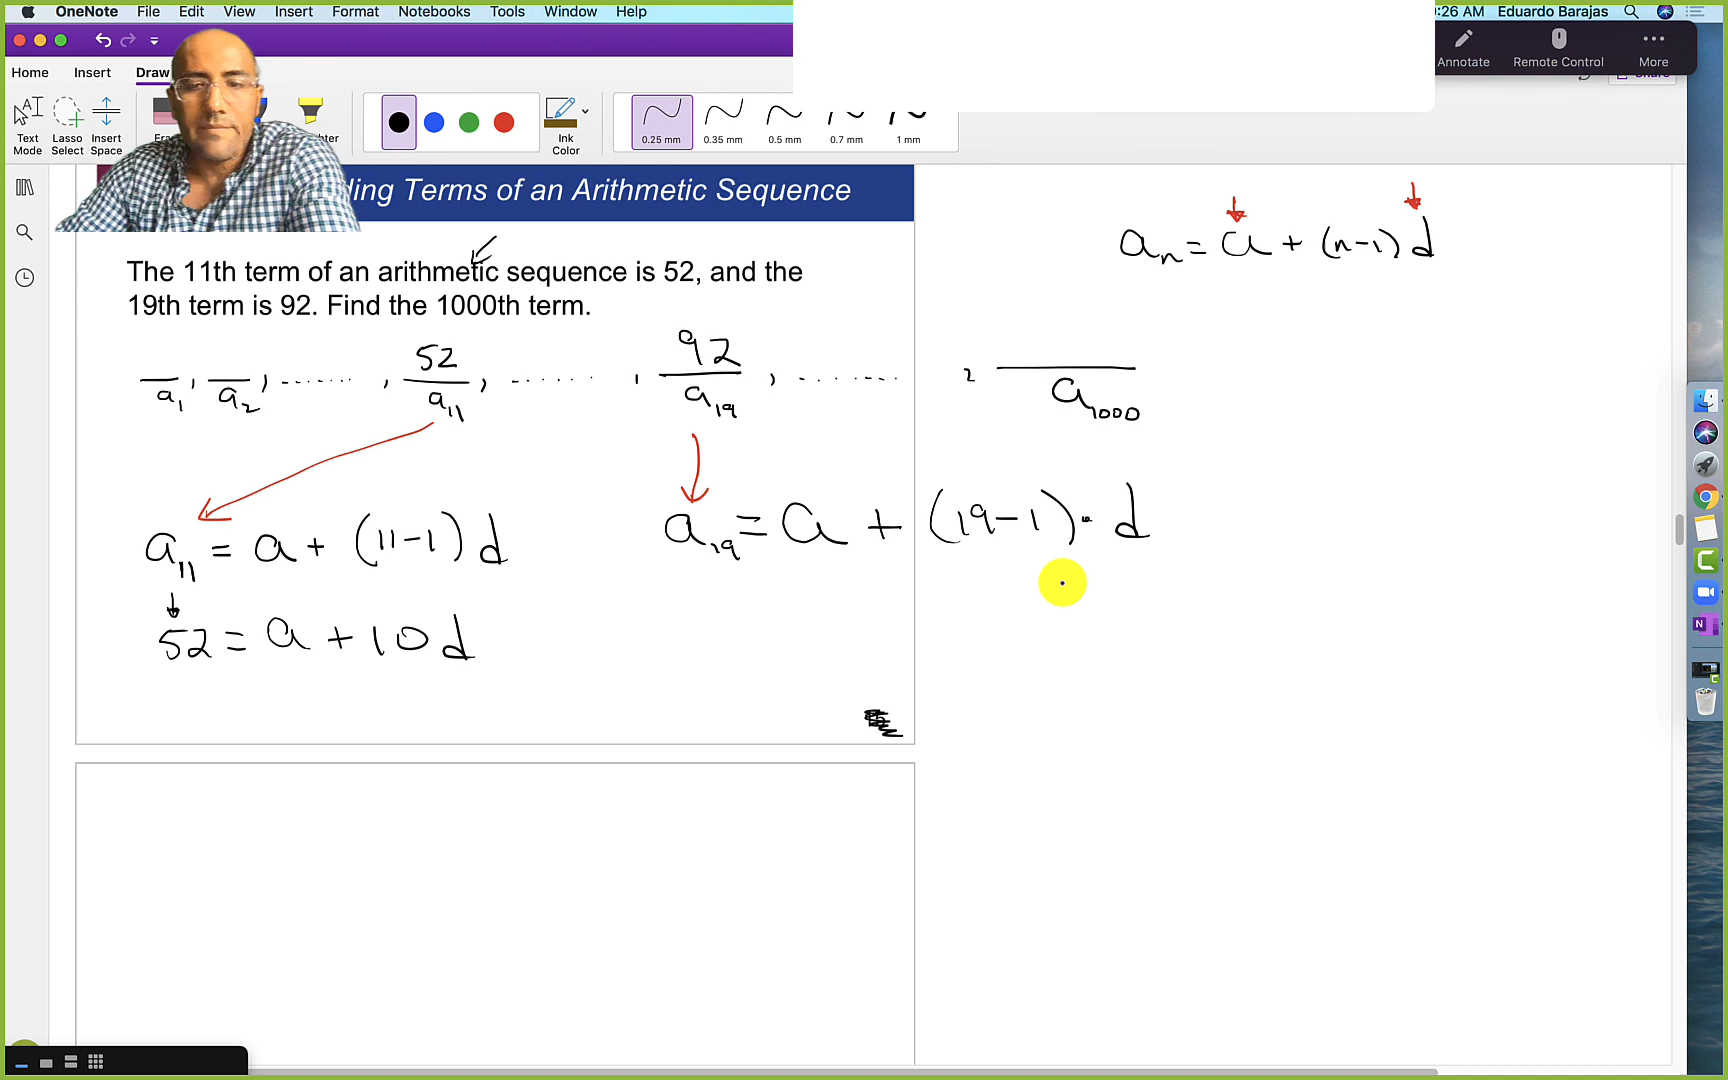 OneNote File Edit View Insert Format Notebooks Tools Window Help
:26 AM Eduardo Barajas
Annotate Remote Control More
Home Insert Draw
Text Mode
Lasso Select
Insert Space
Ink Color
0.25 mm 0.35 mm 0.5 mm 0.7 mm 1 mm
Terms of an Arithmetic Sequence
aₙ = a + (n-1) d
The 11th term of an arithmetic sequence is 52, and the
19th term is 92. Find the 1000th term.
52 92
a₁ , a₂ , ....... , a₁₁ , ....... , a₁₉ , ........ , a₁₀₀₀
a₁₁ = a + (11-1) d
a₁₉ = a + (19-1) · d
52 = a + 10 d